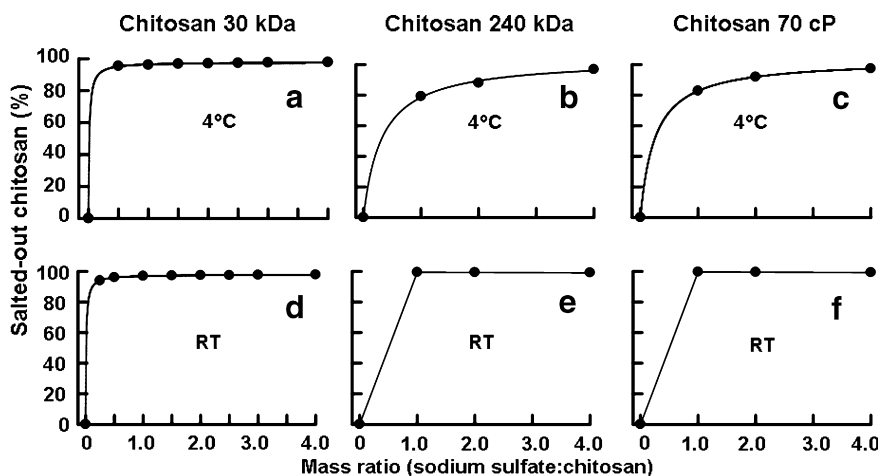 Chitosan 30 kDa Chitosan 240 kDa Chitosan 70 cP
Salted-out chitosan (%)
100
80
60
40
20
0
a
4°C
b
4°C
c
4°C
100
80
60
40
20
0
d
RT
e
RT
f
RT
0 1.0 2.0 3.0 4.0 0 1.0 2.0 3.0 4.0 0 1.0 2.0 3.0 4.0
Mass ratio (sodium sulfate:chitosan)